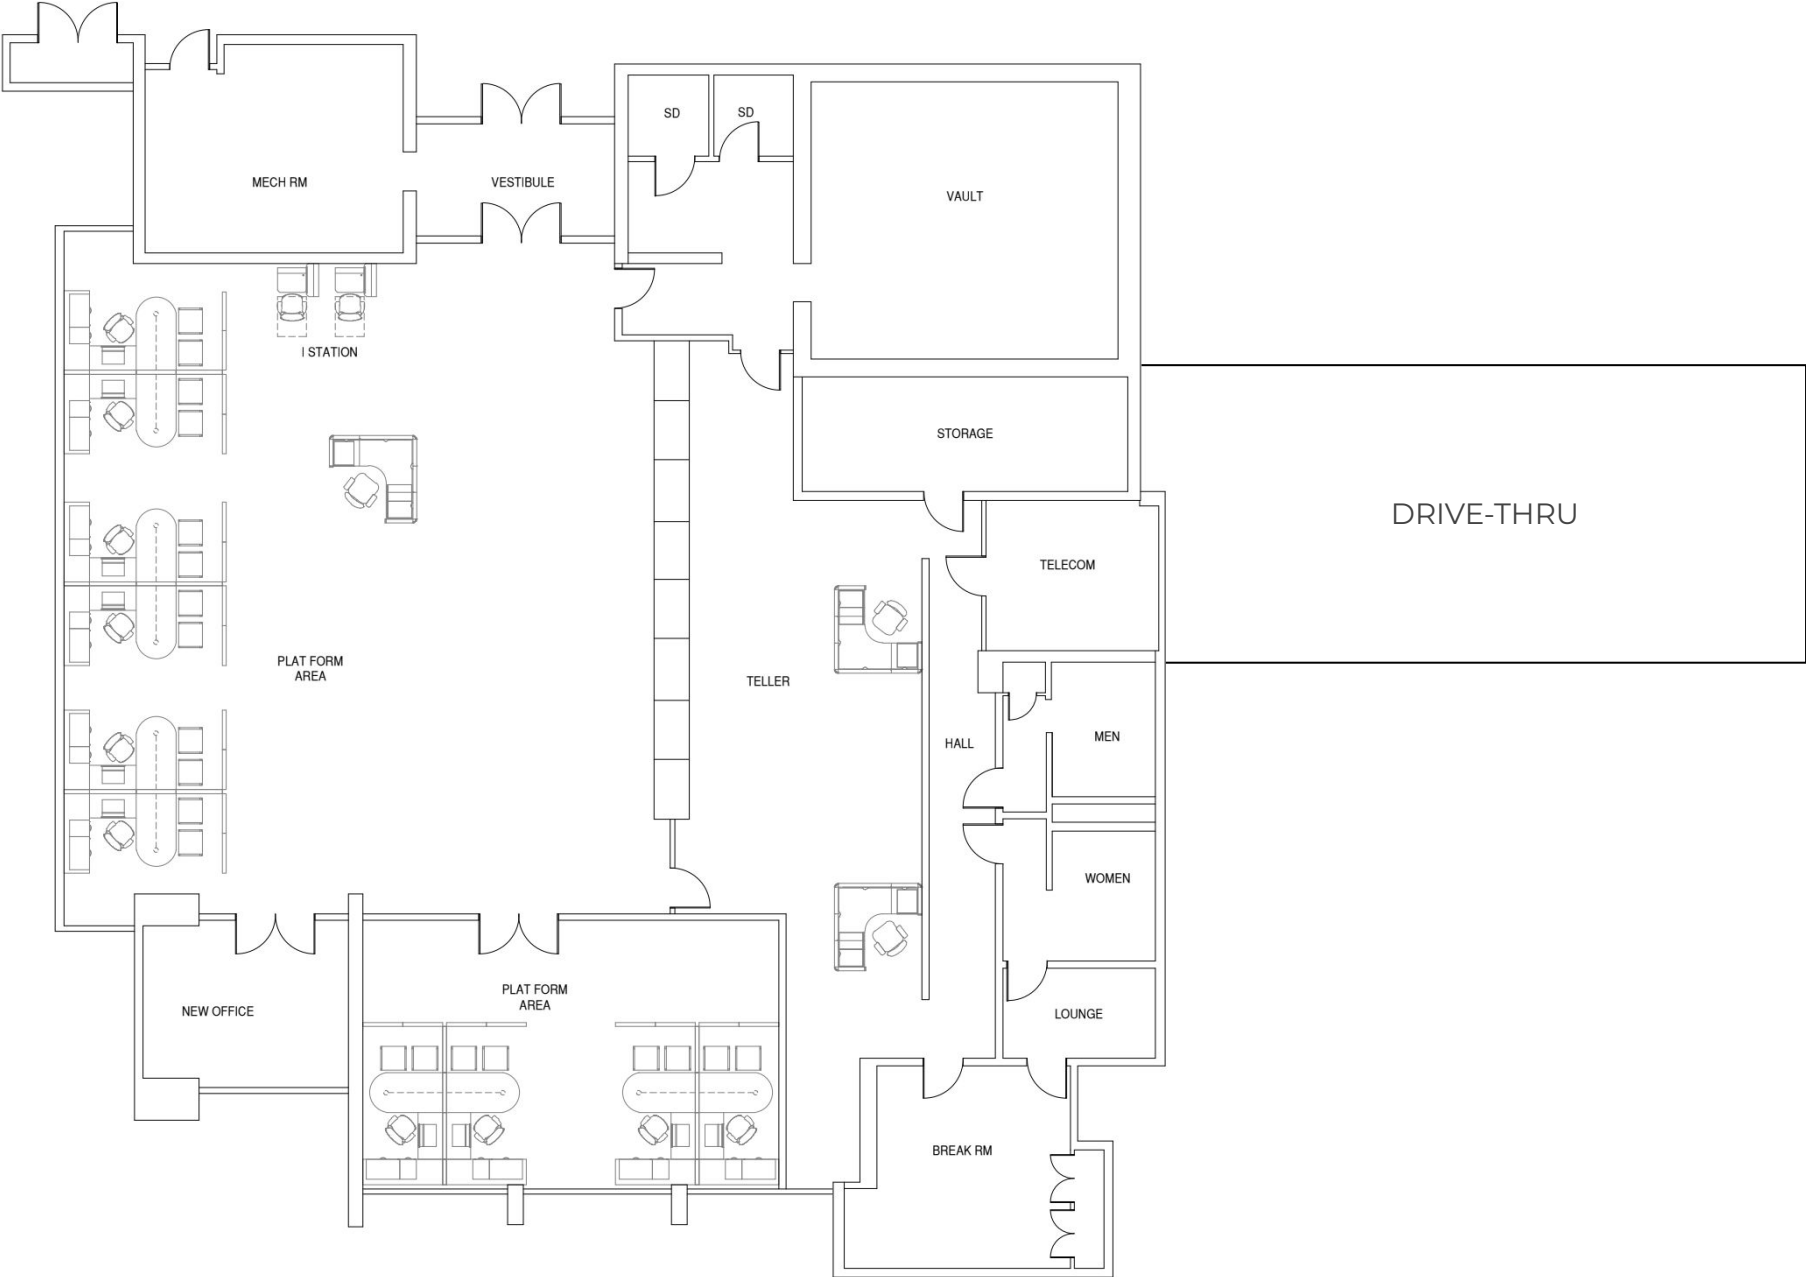 SD
SD
MECH RM
VESTIBULE
VAULT
I STATION
STORAGE
DRIVE-THRU
TELECOM
PLAT FORM
AREA
TELLER
HALL
MEN
WOMEN
PLAT FORM
AREA
NEW OFFICE
LOUNGE
BREAK RM